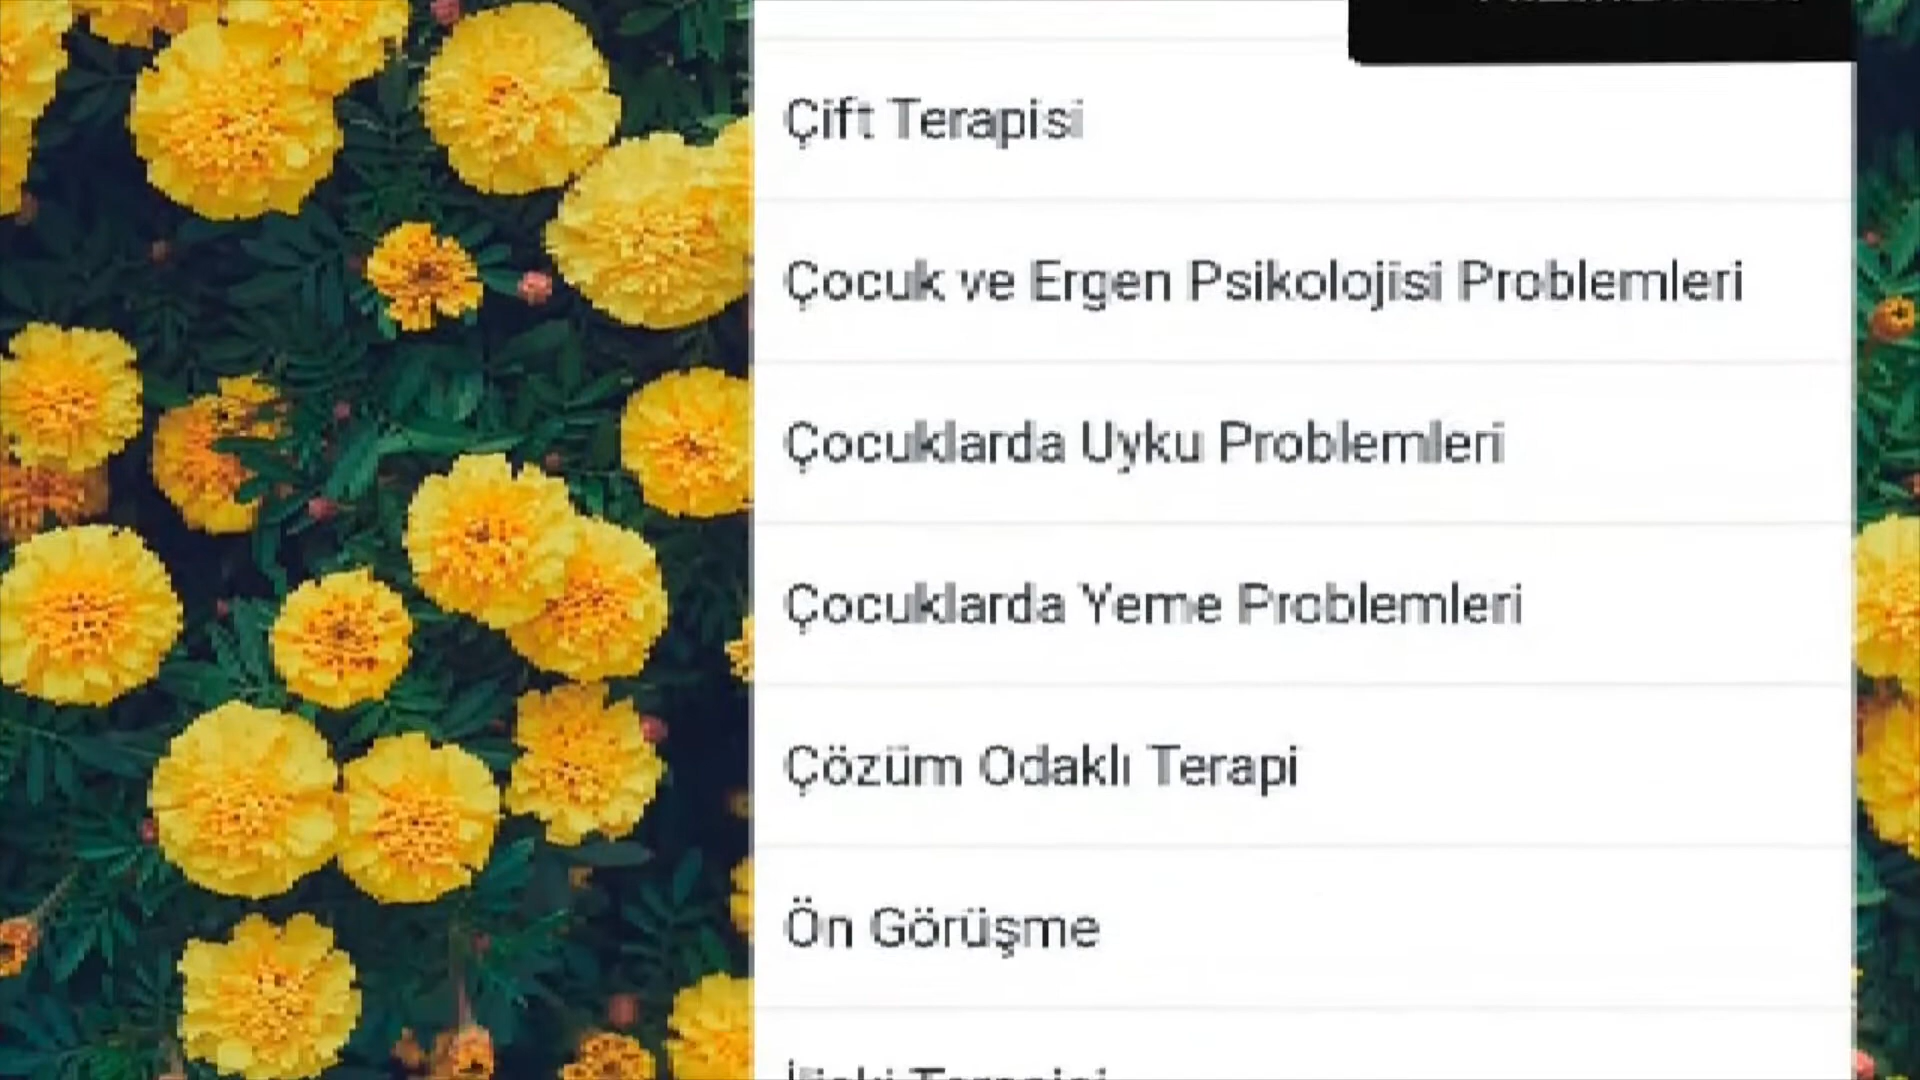 Çift Terapisi
Çocuk ve Ergen Psikolojisi Problemleri
Çocuklarda Uyku Problemleri
Çocuklarda Yeme Problemleri
Çözüm Odaklı Terapi
Ön Görüşme